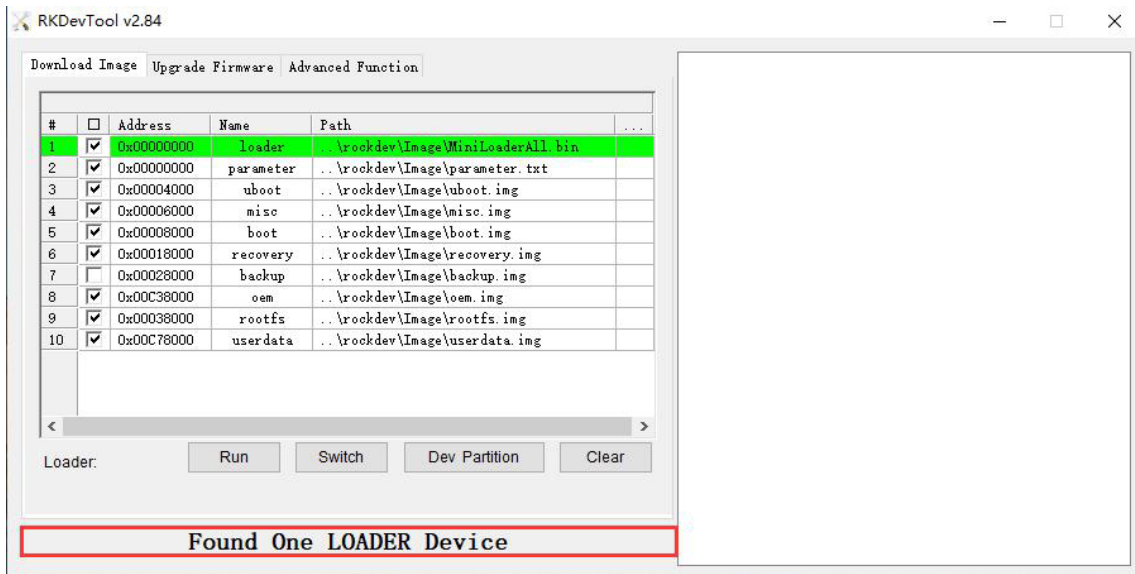 RKDevTool v2.84
Download Image Upgrade Firmware Advanced Function
# Address Name Path ...
1 0x00000000 loader ..\rockdev\Image\MiniLoaderAll.bin
2 0x00000000 parameter ..\rockdev\Image\parameter.txt
3 0x00004000 uboot ..\rockdev\Image\uboot.img
4 0x00006000 misc ..\rockdev\Image\misc.img
5 0x00008000 boot ..\rockdev\Image\boot.img
6 0x00018000 recovery ..\rockdev\Image\recovery.img
7 0x00028000 backup ..\rockdev\Image\backup.img
8 0x00C38000 oem ..\rockdev\Image\oem.img
9 0x00038000 rootfs ..\rockdev\Image\rootfs.img
10 0x00C78000 userdata ..\rockdev\Image\userdata.img
Loader: Run Switch Dev Partition Clear
Found One LOADER Device